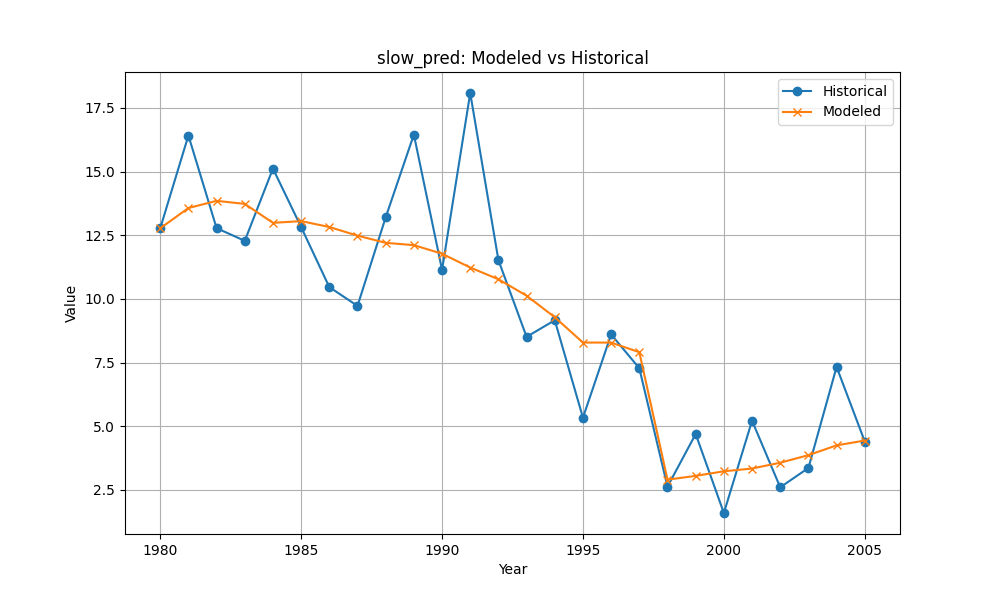 slow_pred: Modeled vs Historical
Historical
Modeled
Value
17.5
15.0
12.5
10.0
7.5
5.0
2.5
1980 1985 1990 1995 2000 2005
Year